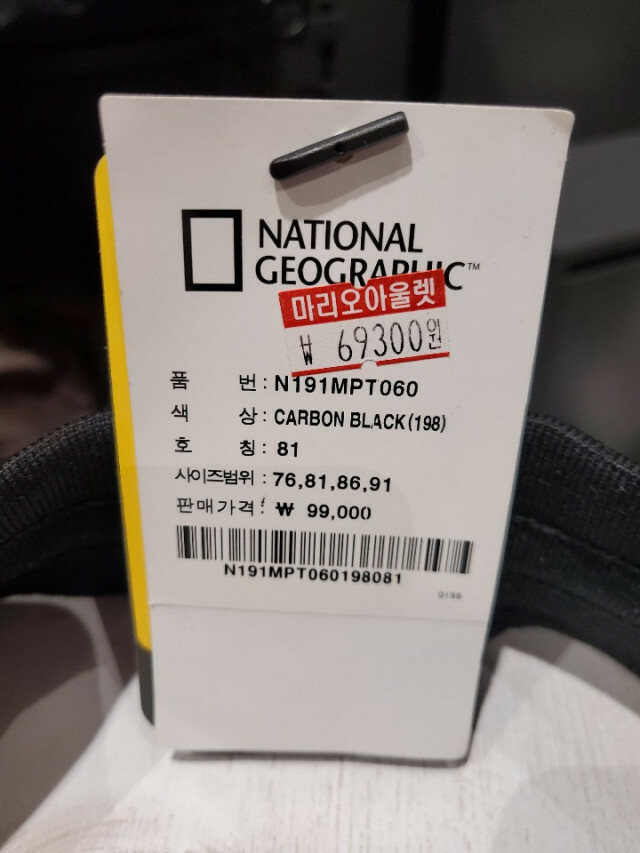 NATIONAL
GEOGRAPHIC™
마리오아울렛
₩ 69300원
품 번 : N191MPT060
색 상 : CARBON BLACK(198)
호 칭 : 81
사이즈범위 : 76,81,86,91
판매가격 : ₩ 99,000
N191MPT060198081